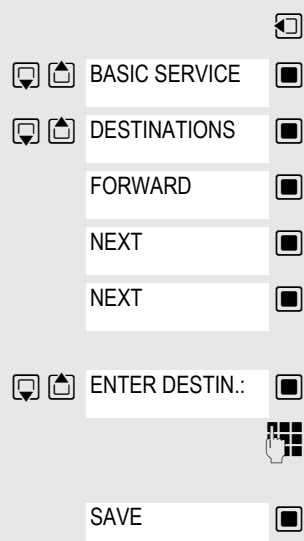 BASIC SERVICE
DESTINATIONS
FORWARD
NEXT
NEXT
ENTER DESTIN.:
SAVE